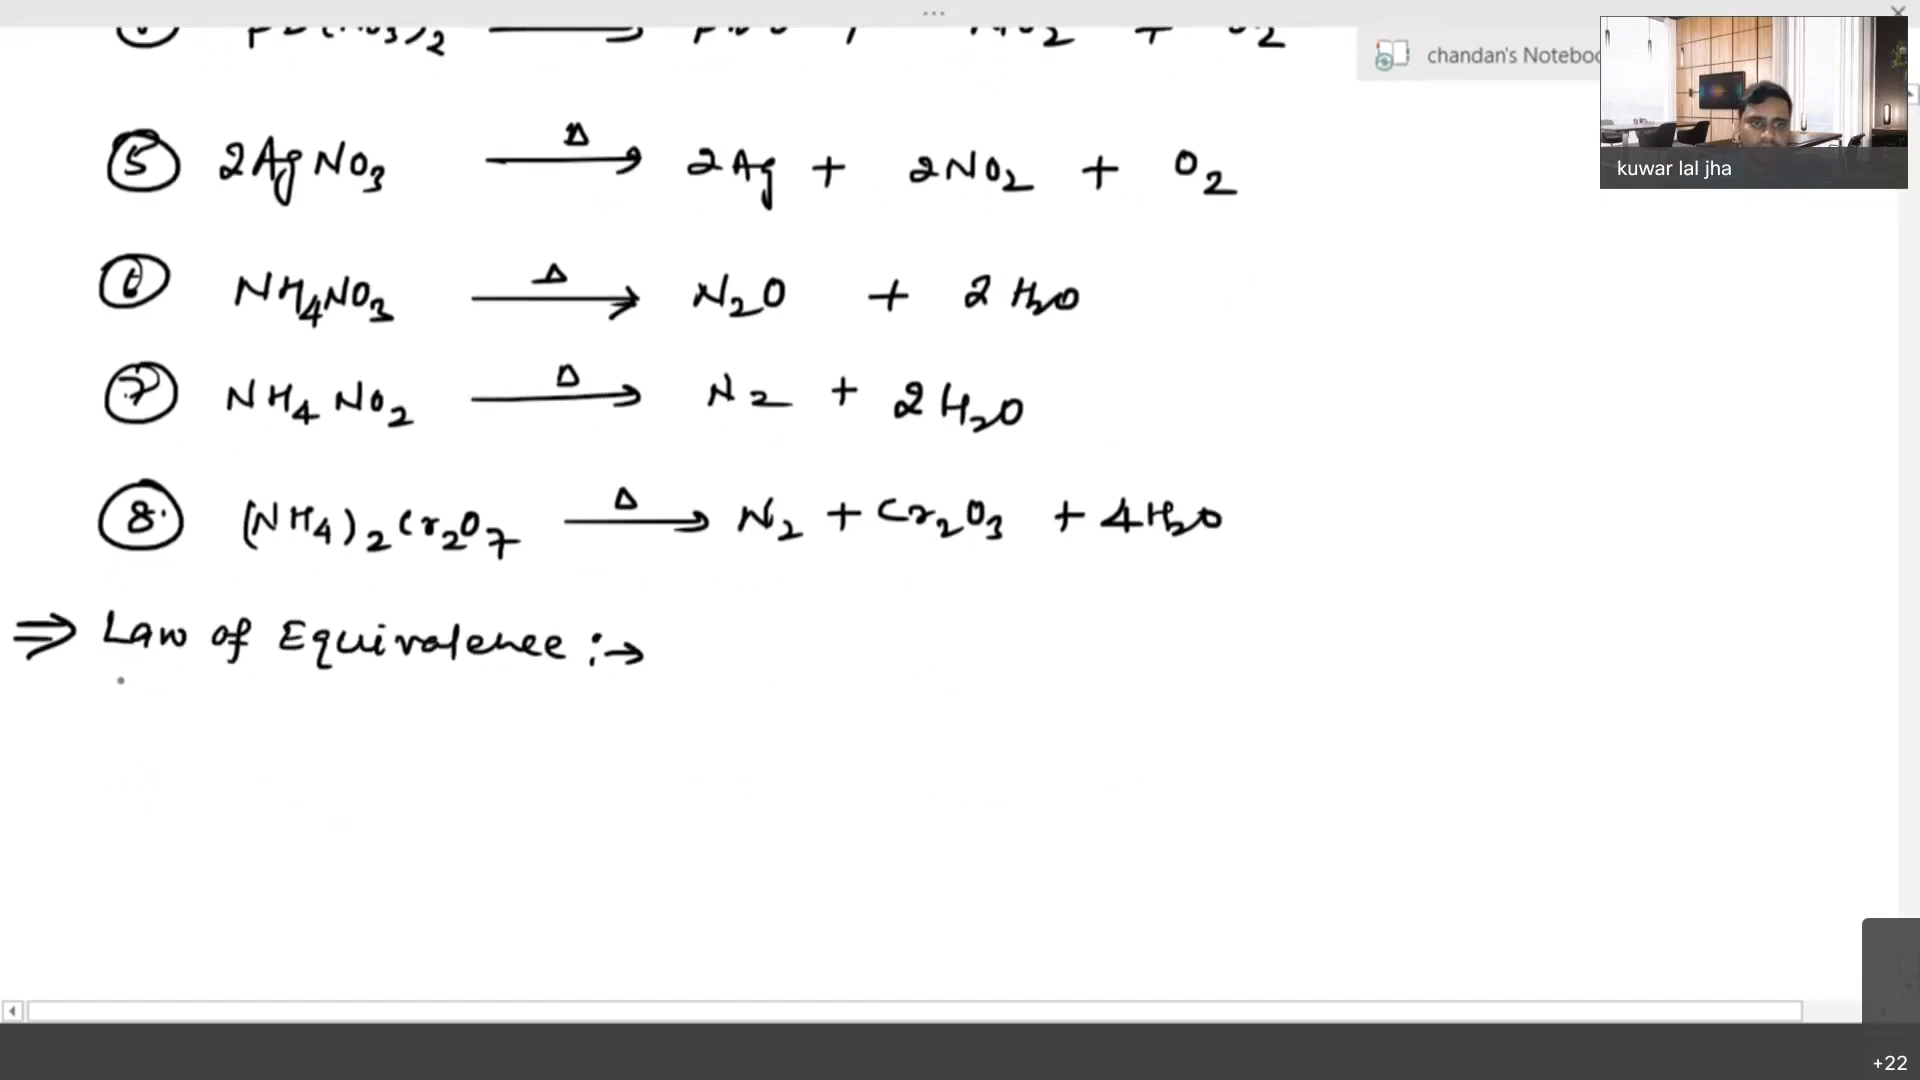 chandan's
kuwar lal jha
⑤ 2AgNO₃ —Δ→ 2Ag + 2NO₂ + O₂
⑥ NH₄NO₃ —Δ→ N₂O + 2H₂O
⑦ NH₄NO₂ —Δ→ N₂ + 2H₂O
⑧ (NH₄)₂Cr₂O₇ —Δ→ N₂ + Cr₂O₃ + 4H₂O
⇒ Law of Equivalence :→
+22